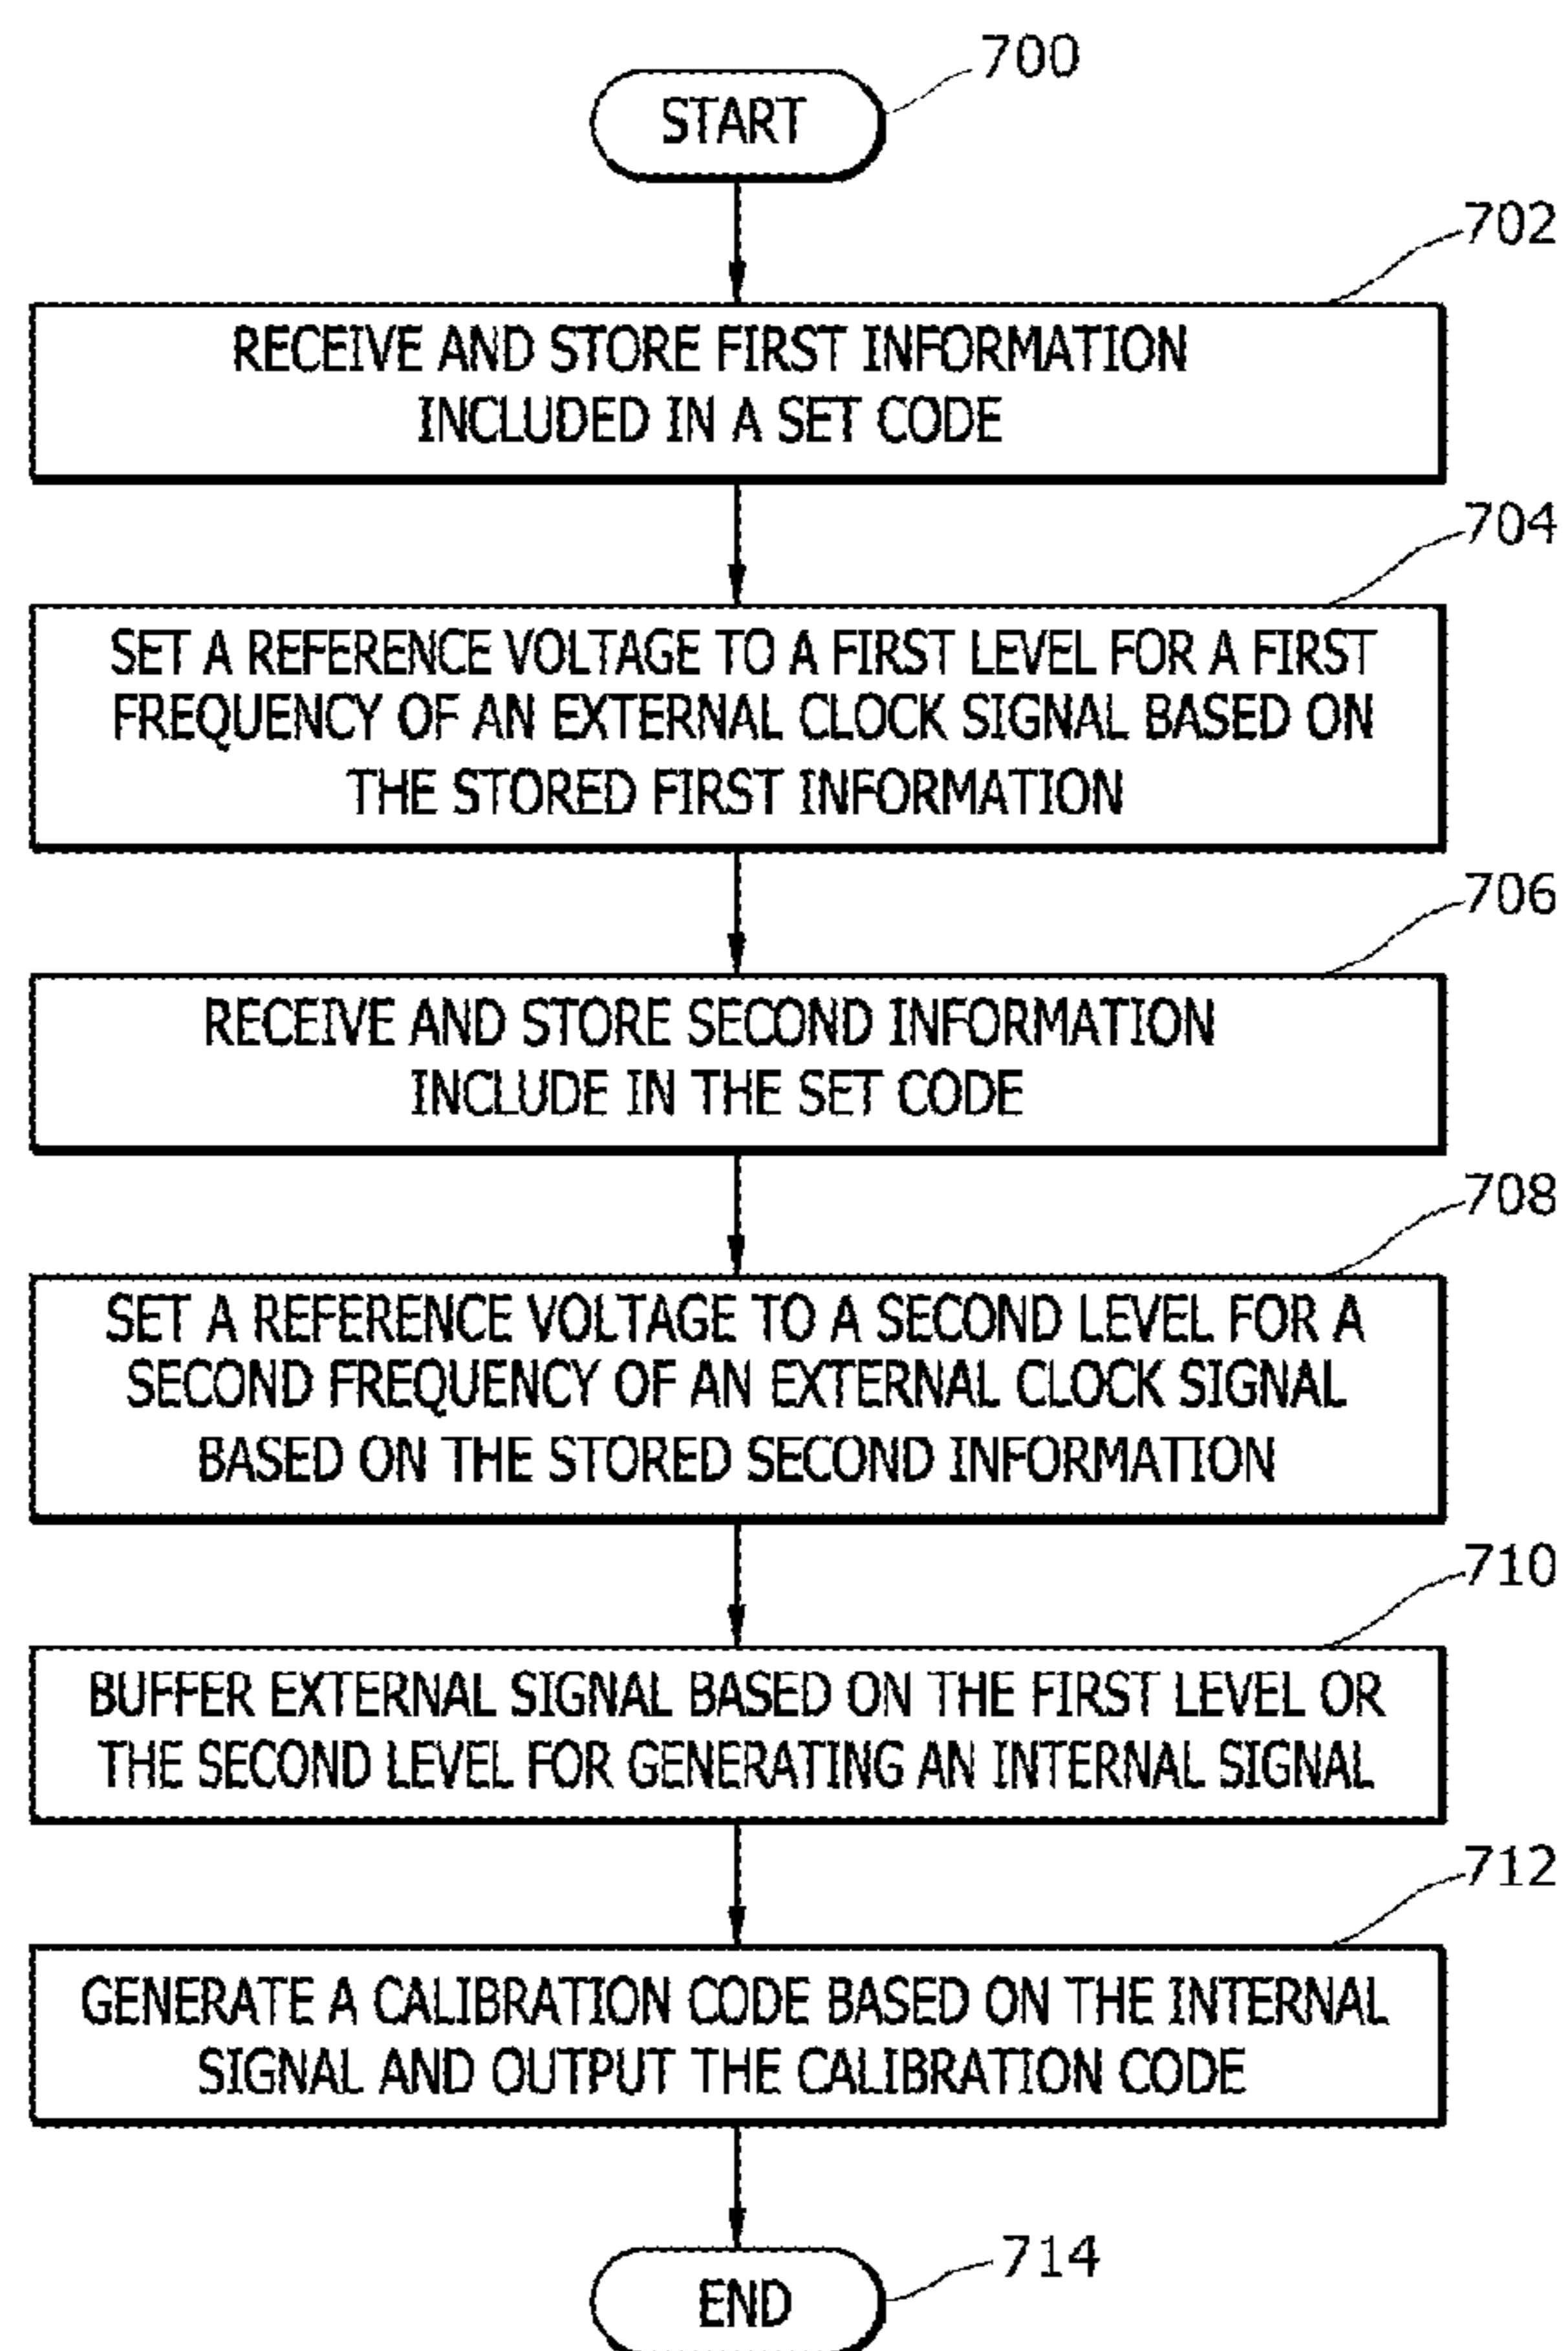 700
START
702
RECEIVE AND STORE FIRST INFORMATION
INCLUDED IN A SET CODE
704
SET A REFERENCE VOLTAGE TO A FIRST LEVEL FOR A FIRST
FREQUENCY OF AN EXTERNAL CLOCK SIGNAL BASED ON
THE STORED FIRST INFORMATION
706
RECEIVE AND STORE SECOND INFORMATION
INCLUDE IN THE SET CODE
708
SET A REFERENCE VOLTAGE TO A SECOND LEVEL FOR A
SECOND FREQUENCY OF AN EXTERNAL CLOCK SIGNAL
BASED ON THE STORED SECOND INFORMATION
710
BUFFER EXTERNAL SIGNAL BASED ON THE FIRST LEVEL OR
THE SECOND LEVEL FOR GENERATING AN INTERNAL SIGNAL
712
GENERATE A CALIBRATION CODE BASED ON THE INTERNAL
SIGNAL AND OUTPUT THE CALIBRATION CODE
714
END